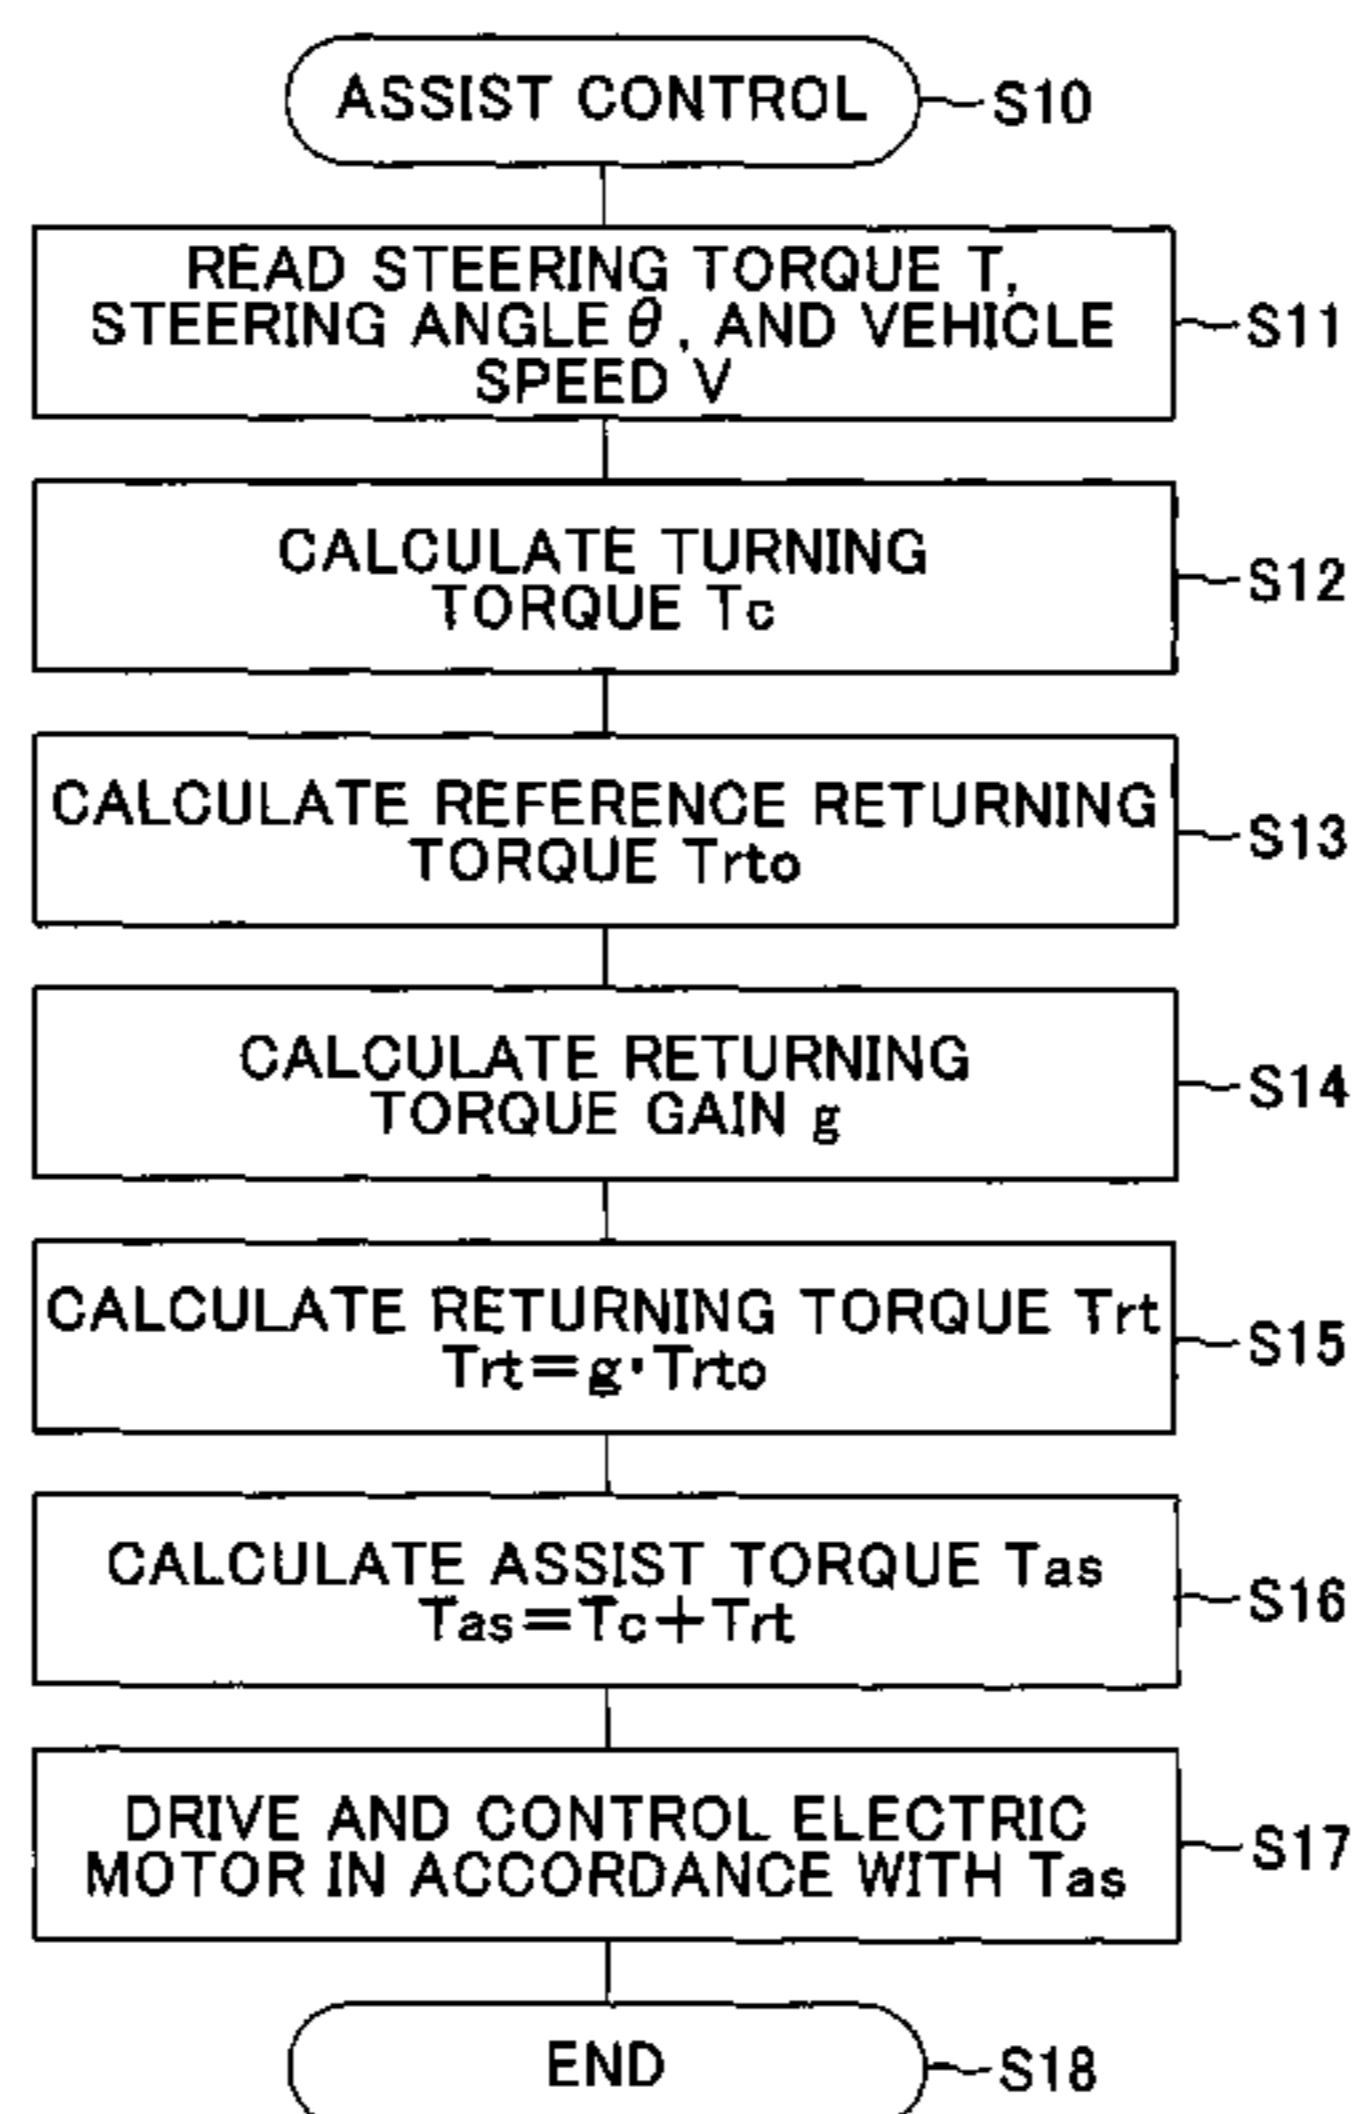 ASSIST CONTROL
S10
READ STEERING TORQUE T,
STEERING ANGLE θ, AND VEHICLE
SPEED V
S11
CALCULATE TURNING
TORQUE Tc
S12
CALCULATE REFERENCE RETURNING
TORQUE Trto
S13
CALCULATE RETURNING
TORQUE GAIN g
S14
CALCULATE RETURNING TORQUE Trt
Trt=g·Trto
S15
CALCULATE ASSIST TORQUE Tas
Tas=Tc+Trt
S16
DRIVE AND CONTROL ELECTRIC
MOTOR IN ACCORDANCE WITH Tas
S17
END
S18